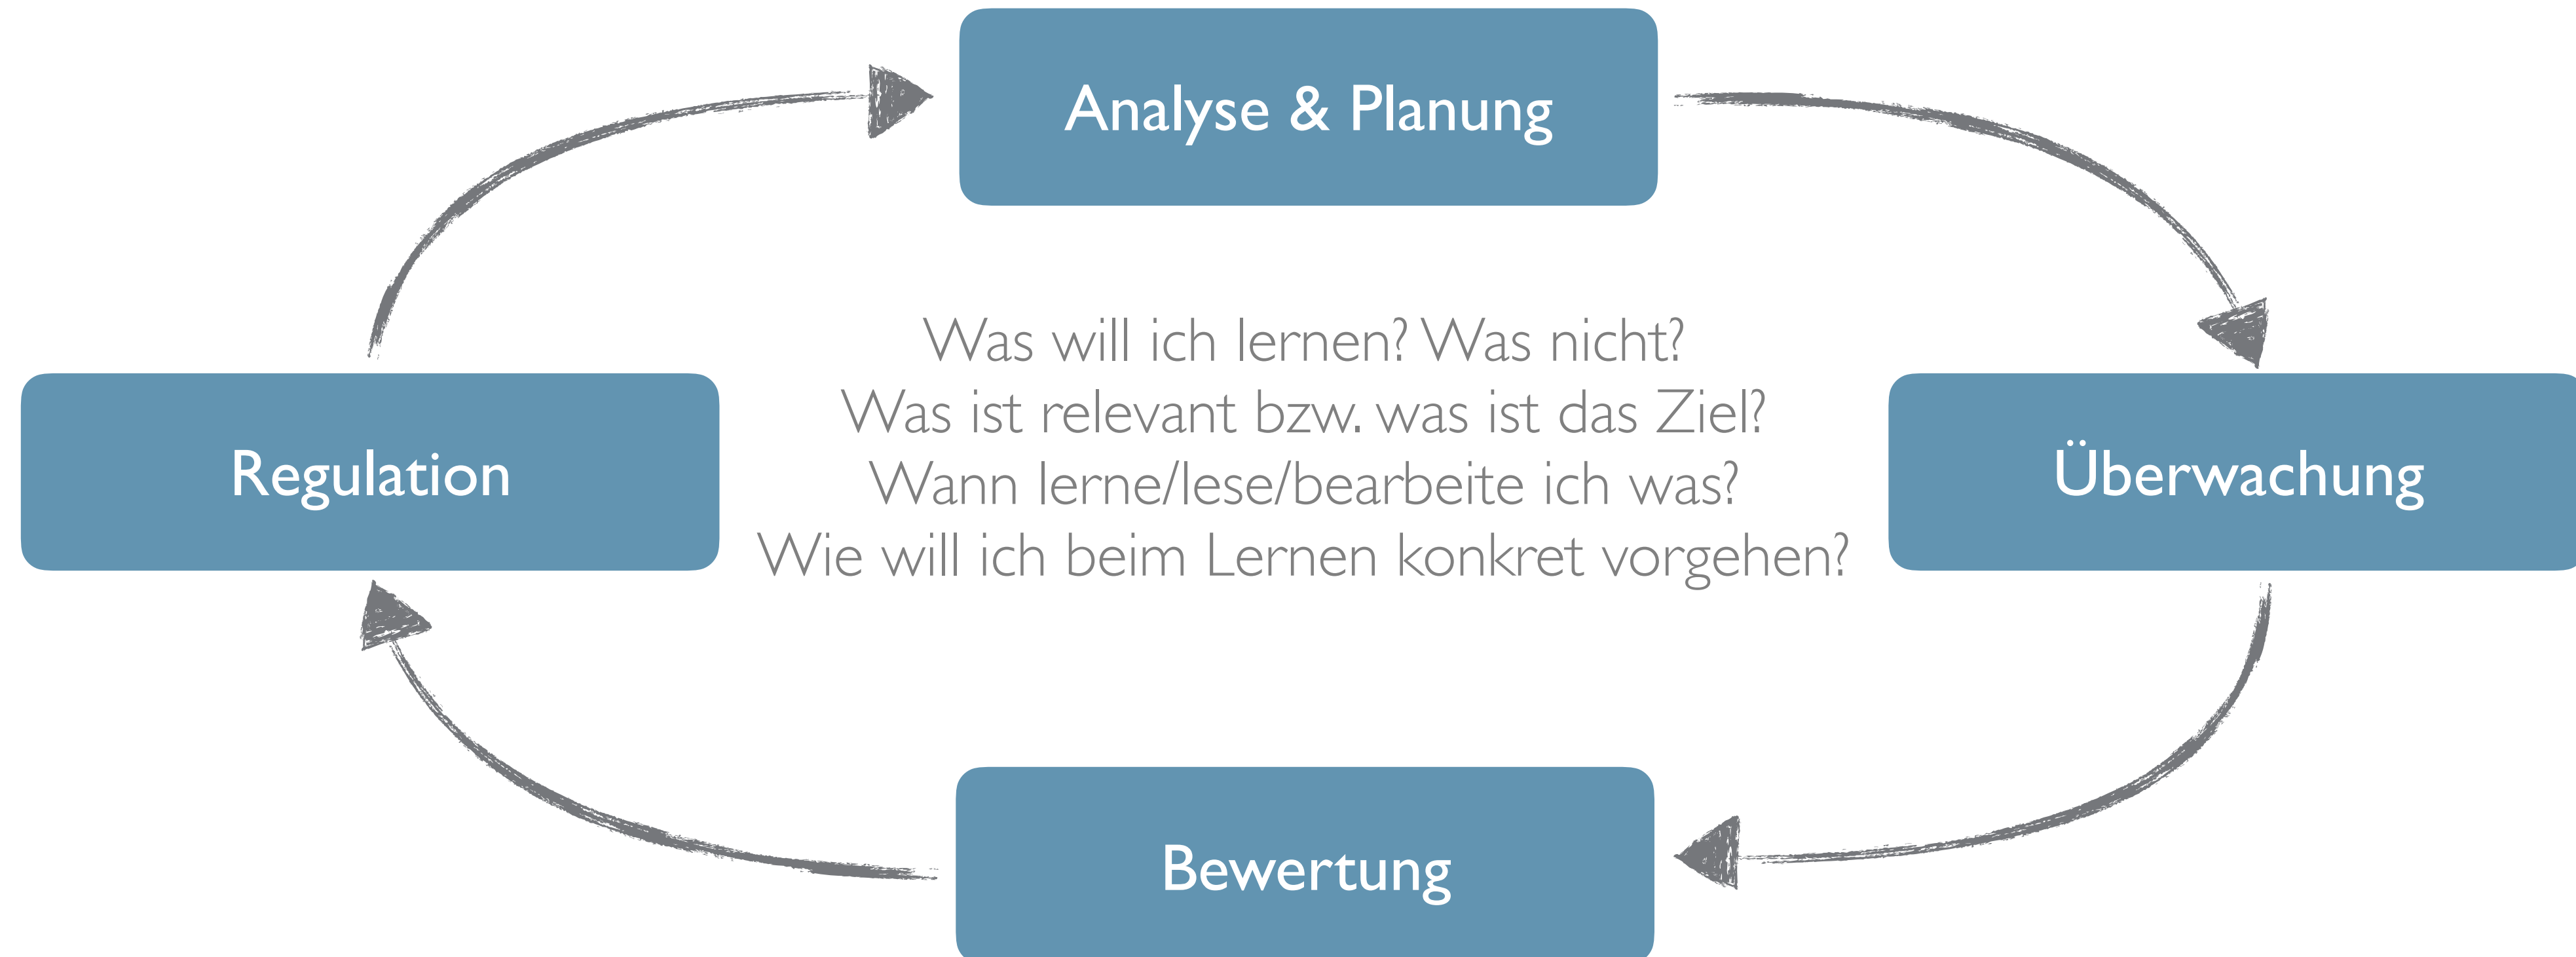 Analyse & Planung
Was will ich lernen? Was nicht?
Was ist relevant bzw. was ist das Ziel?
Wann lerne/lese/bearbeite ich was?
Wie will ich beim Lernen konkret vorgehen?
Regulation
Überwachung
Bewertung